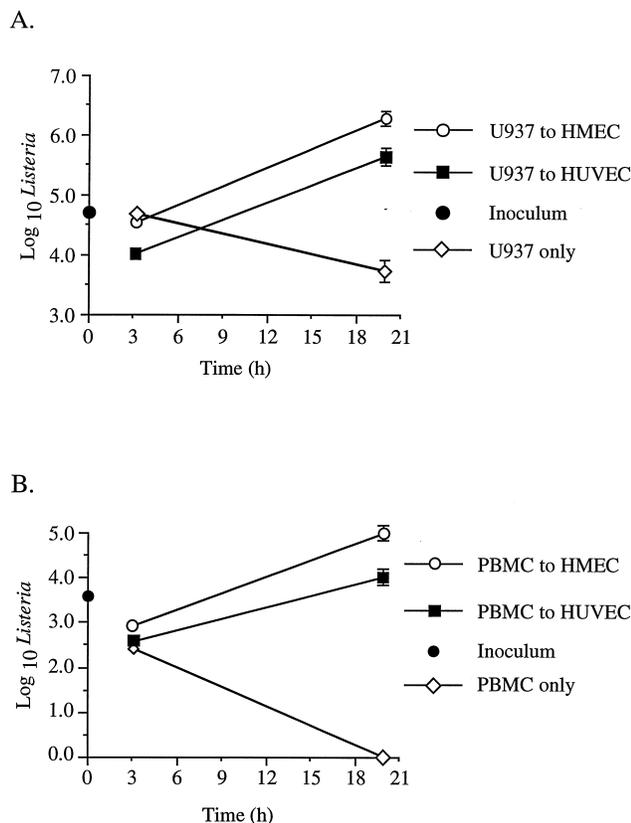 A.
7.0
6.0
5.0
4.0
3.0
Log 10 Listeria
0 3 6 9 12 15 18 21
Time (h)
U937 to HMEC
U937 to HUVEC
Inoculum
U937 only
B.
5.0
4.0
3.0
2.0
1.0
0.0
Log 10 Listeria
0 3 6 9 12 15 18 21
Time (h)
PBMC to HMEC
PBMC to HUVEC
Inoculum
PBMC only